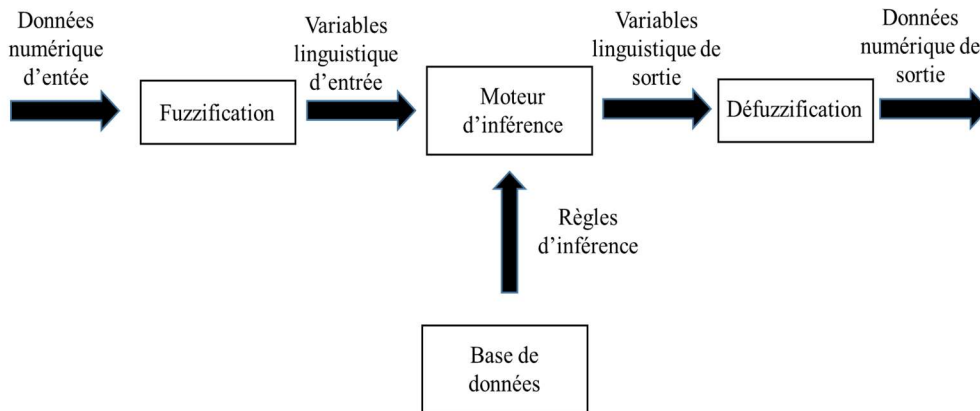 Données
numérique
d'entée
Fuzzification
Variables
linguistique
d'entrée
Moteur
d'inférence
Variables
linguistique de
sortie
Défuzzification
Données
numérique de
sortie
Règles
d'inférence
Base de
données